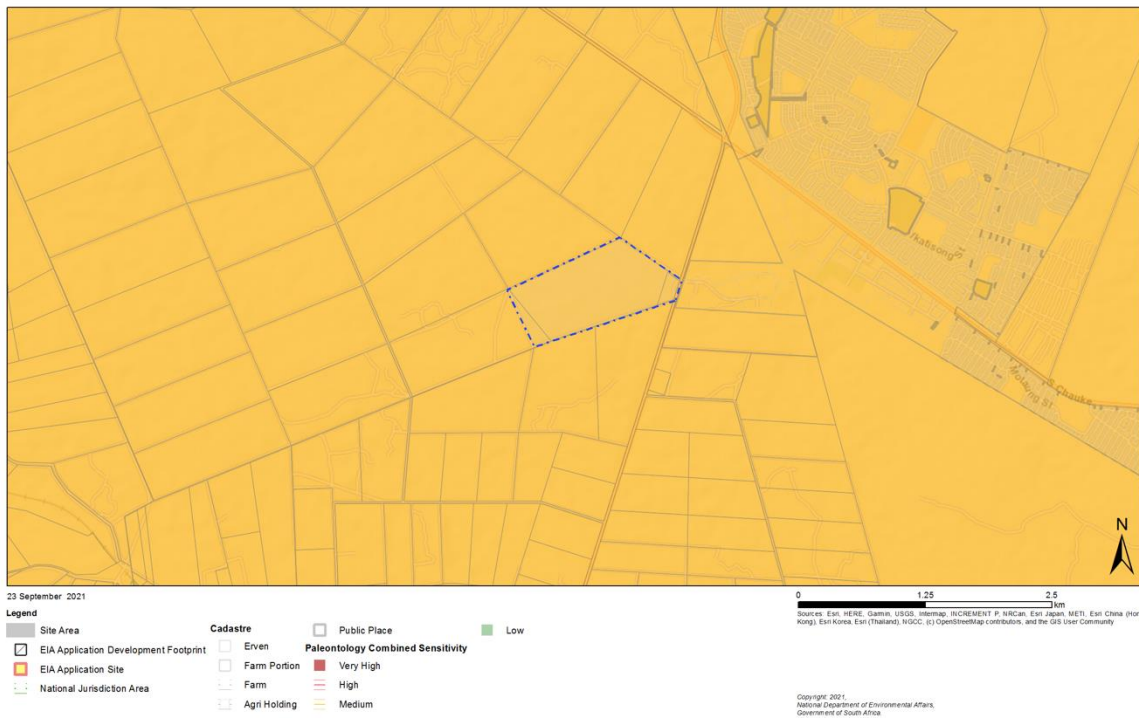 Ikatisong St
Molaung St
S Chauke
N
23 September 2021
Legend
Site Area
EIA Application Development Footprint
EIA Application Site
National Jurisdiction Area
Cadastre
Erven
Farm Portion
Farm
Agri Holding
Public Place
Paleontology Combined Sensitivity
Very High
High
Medium
Low
0 1.25 2.5
km
Sources: Esri, HERE, Garmin, USGS, Intermap, INCREMENT P, NRCan, Esri Japan, METI, Esri China (Hon
Kong), Esri Korea, Esri (Thailand), NGCC, (c) OpenStreetMap contributors, and the GIS User Community
Copyright: 2021,
National Department of Environmental Affairs,
Government of South Africa.